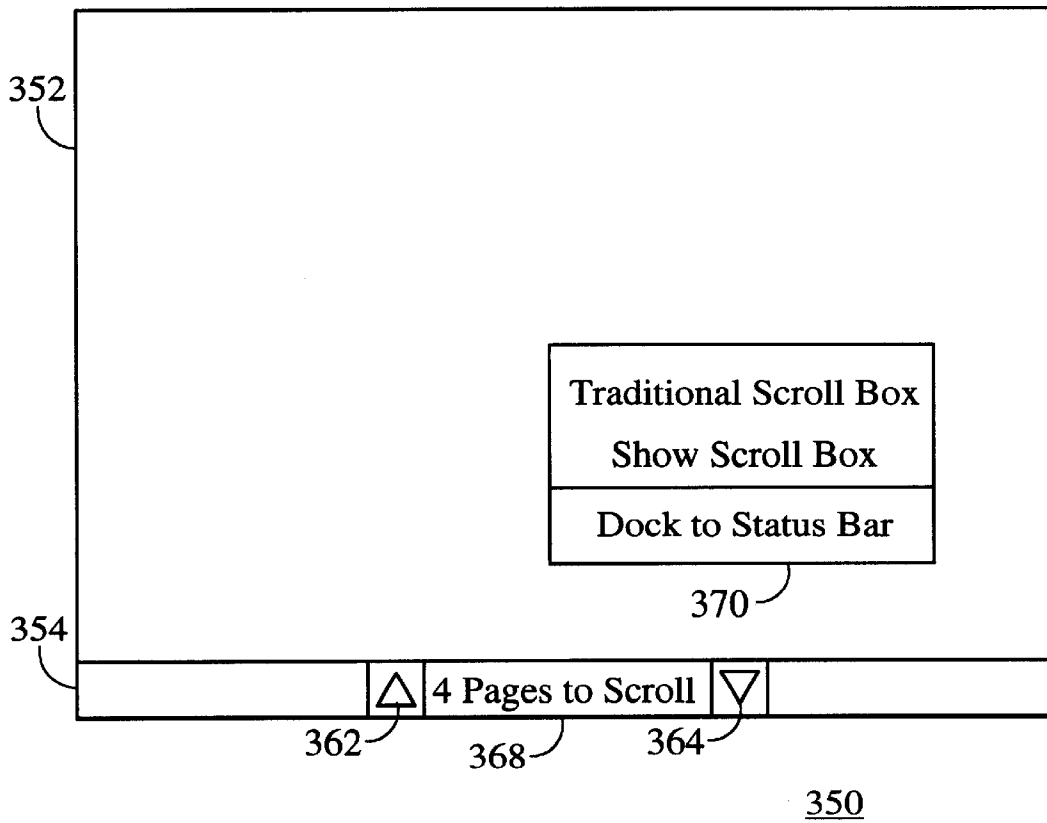 352
Traditional Scroll Box
Show Scroll Box
Dock to Status Bar
370
354
4 Pages to Scroll
362
368
364
350